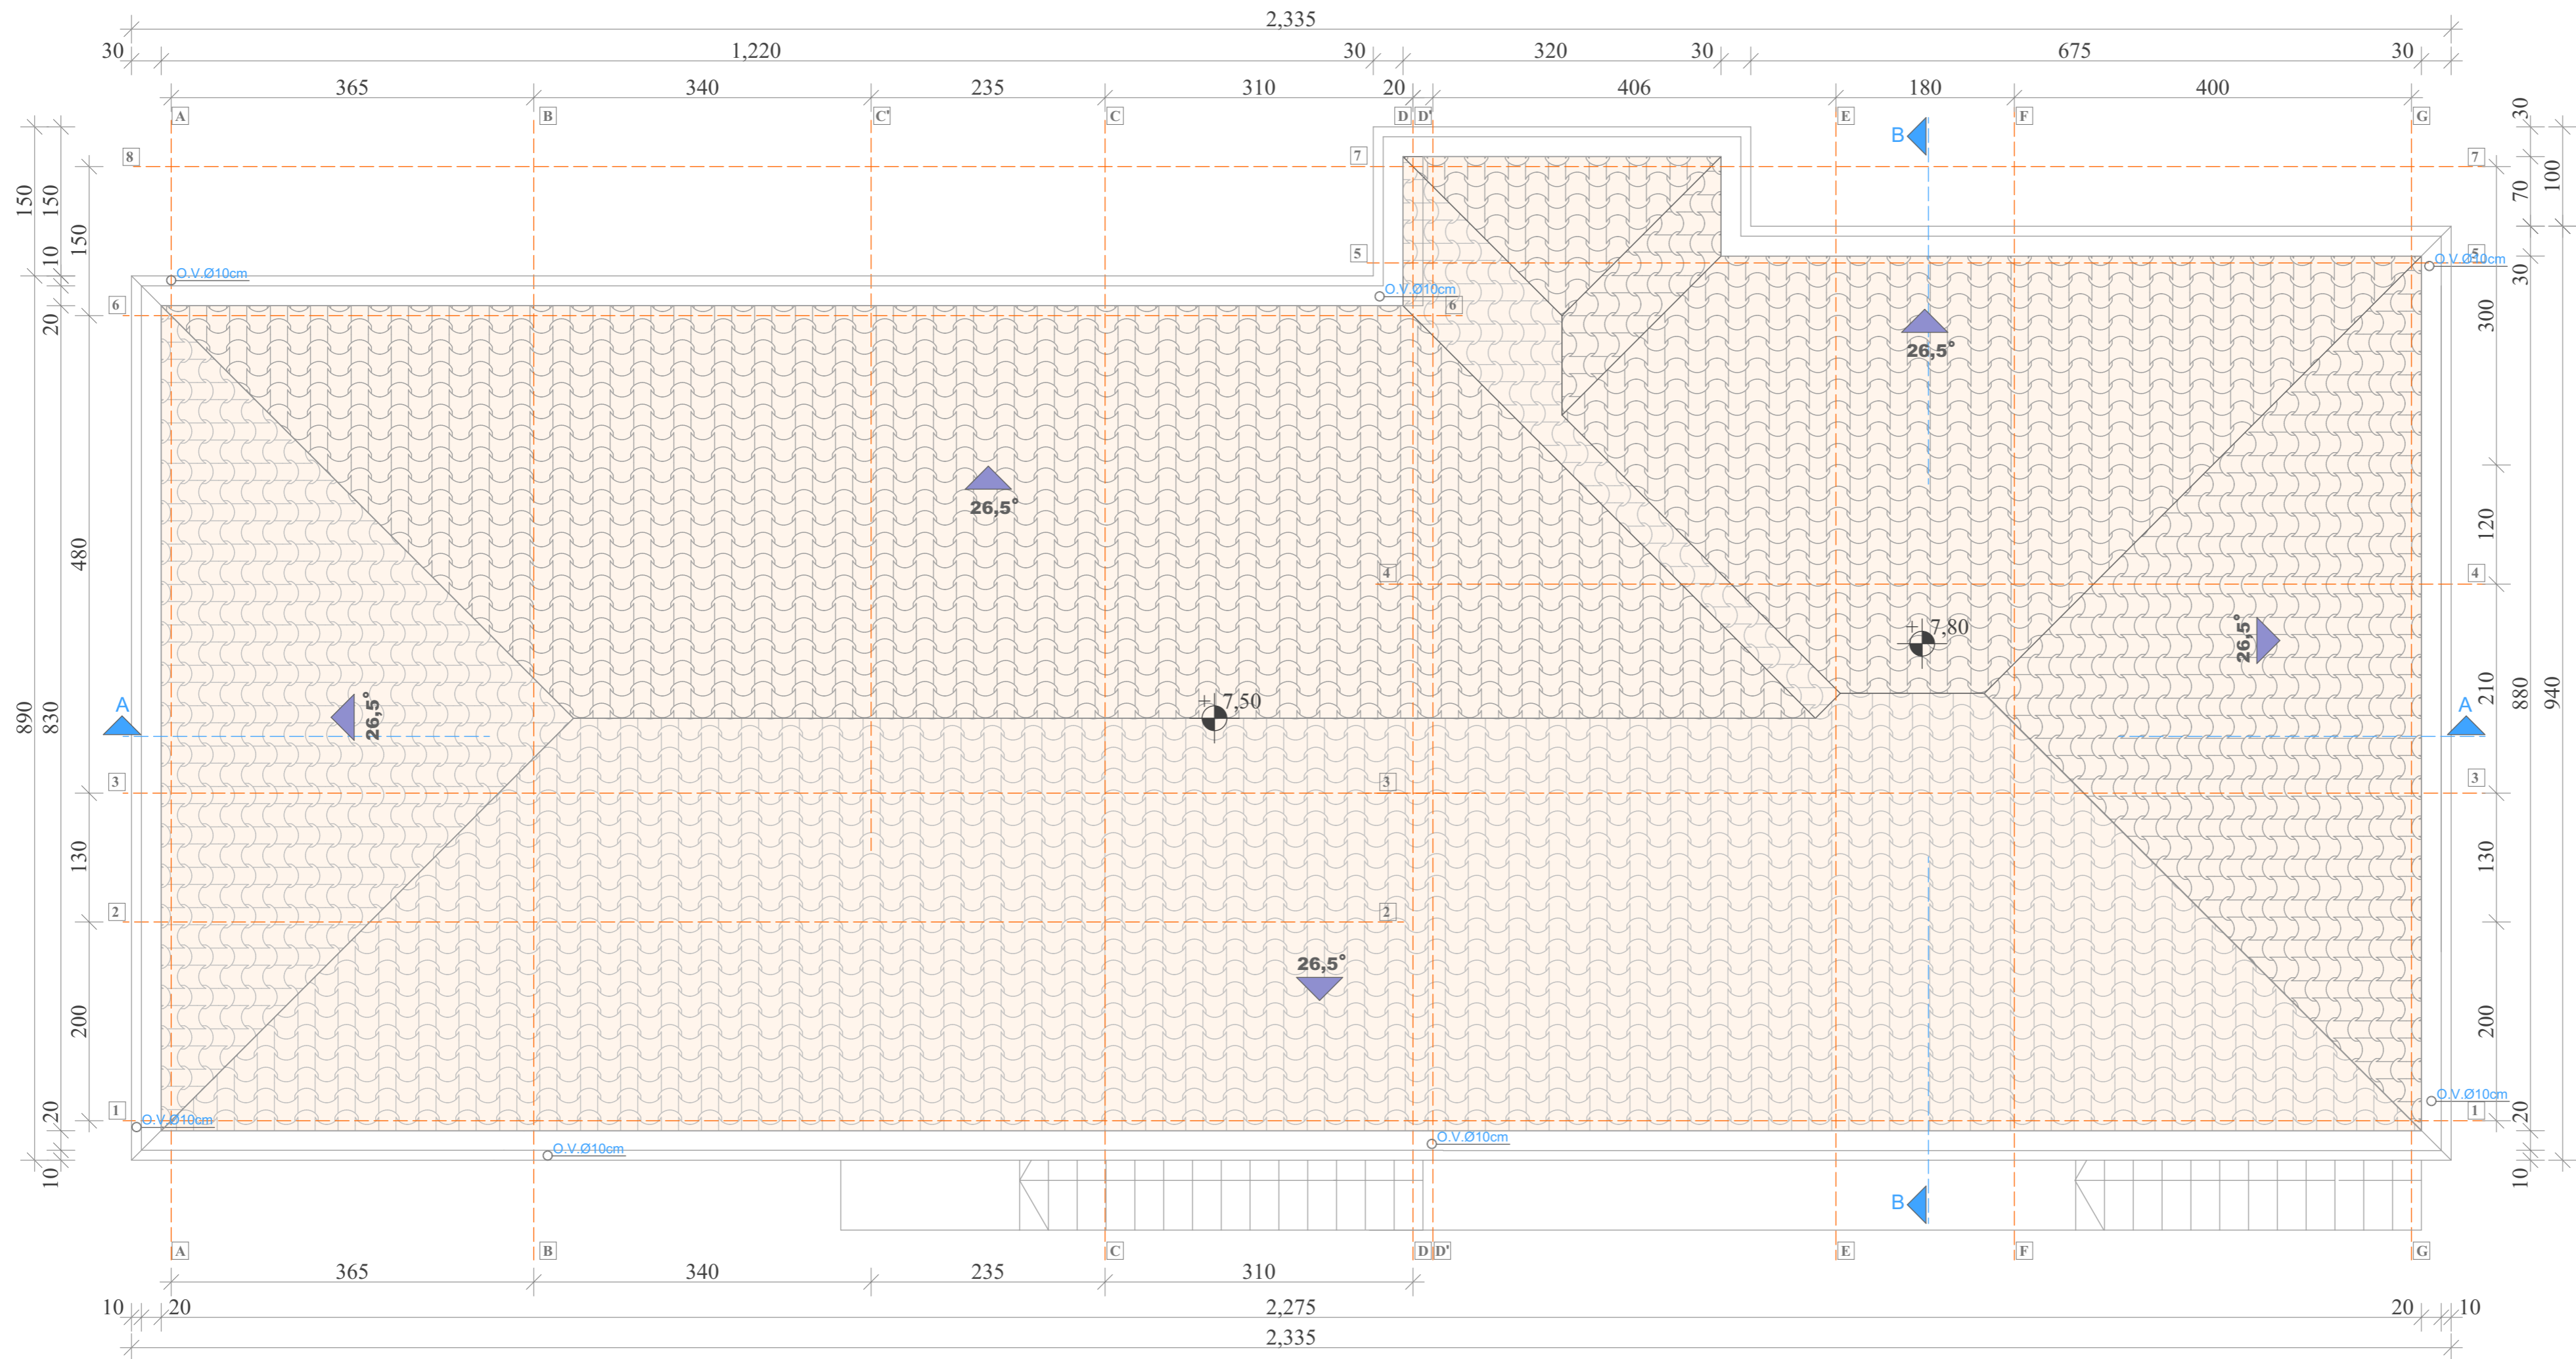 2,335
30 1,220 30 320 30 675 30
365 340 235 310 20 406 180 400
A B C' C D D' E F G
30
B
8 7 7
150 150 150 70 100
5 5
10 30
O.V.Ø10cm O.V.Ø10cm
O.V.Ø10cm
6 6
20 300
26,5°
26,5°
480 120
4 4
26,5°
+7,80
+7,50
26,5°
A A
890 830 210 880 940
3 3 3
130 130
2 2
26,5°
200 200
O.V.Ø10cm
1 1
20 20
O.V.Ø10cm
O.V.Ø10cm
O.V.Ø10cm
10 10
B
A B C D D' E F G
365 340 235 310
10 20 2,275 20 10
2,335